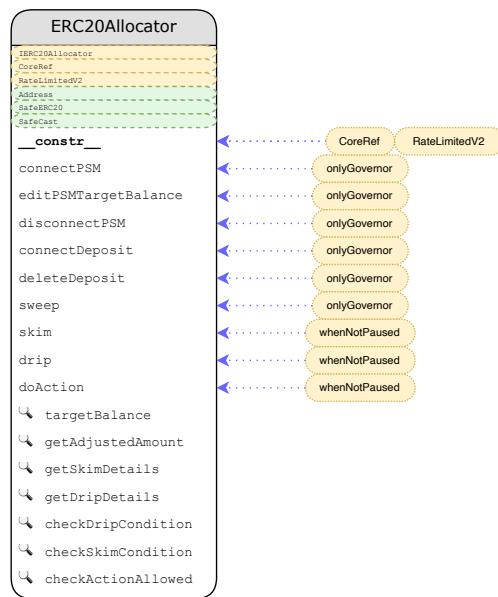 ERC20Allocator
IERC20Allocator
CoreRef
RateLimitedV2
Address
SafeERC20
SafeCast
__constr__ CoreRef RateLimitedV2
connectPSM onlyGovernor
editPSMTargetBalance onlyGovernor
disconnectPSM onlyGovernor
connectDeposit onlyGovernor
deleteDeposit onlyGovernor
sweep onlyGovernor
skim whenNotPaused
drip whenNotPaused
doAction whenNotPaused
targetBalance
getAdjustedAmount
getSkimDetails
getDripDetails
checkDripCondition
checkSkimCondition
checkActionAllowed